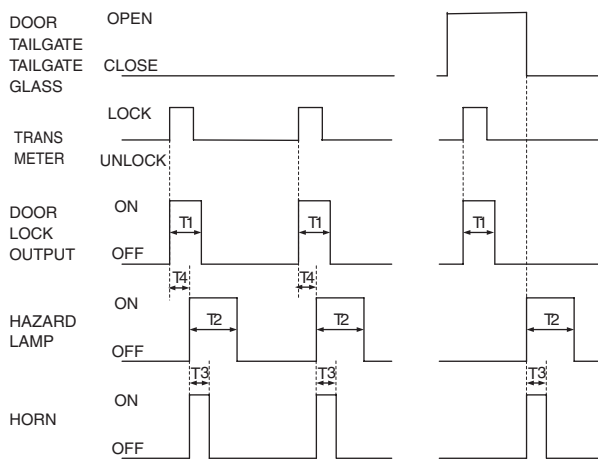 DOOR OPEN
TAILGATE
TAILGATE CLOSE
GLASS
LOCK
TRANS
METER
UNLOCK
DOOR ON
LOCK T1 T1 T1
OUTPUT OFF
T4 T4
ON
HAZARD T2 T2 T2
LAMP
OFF
T3 T3 T3
ON
HORN
OFF